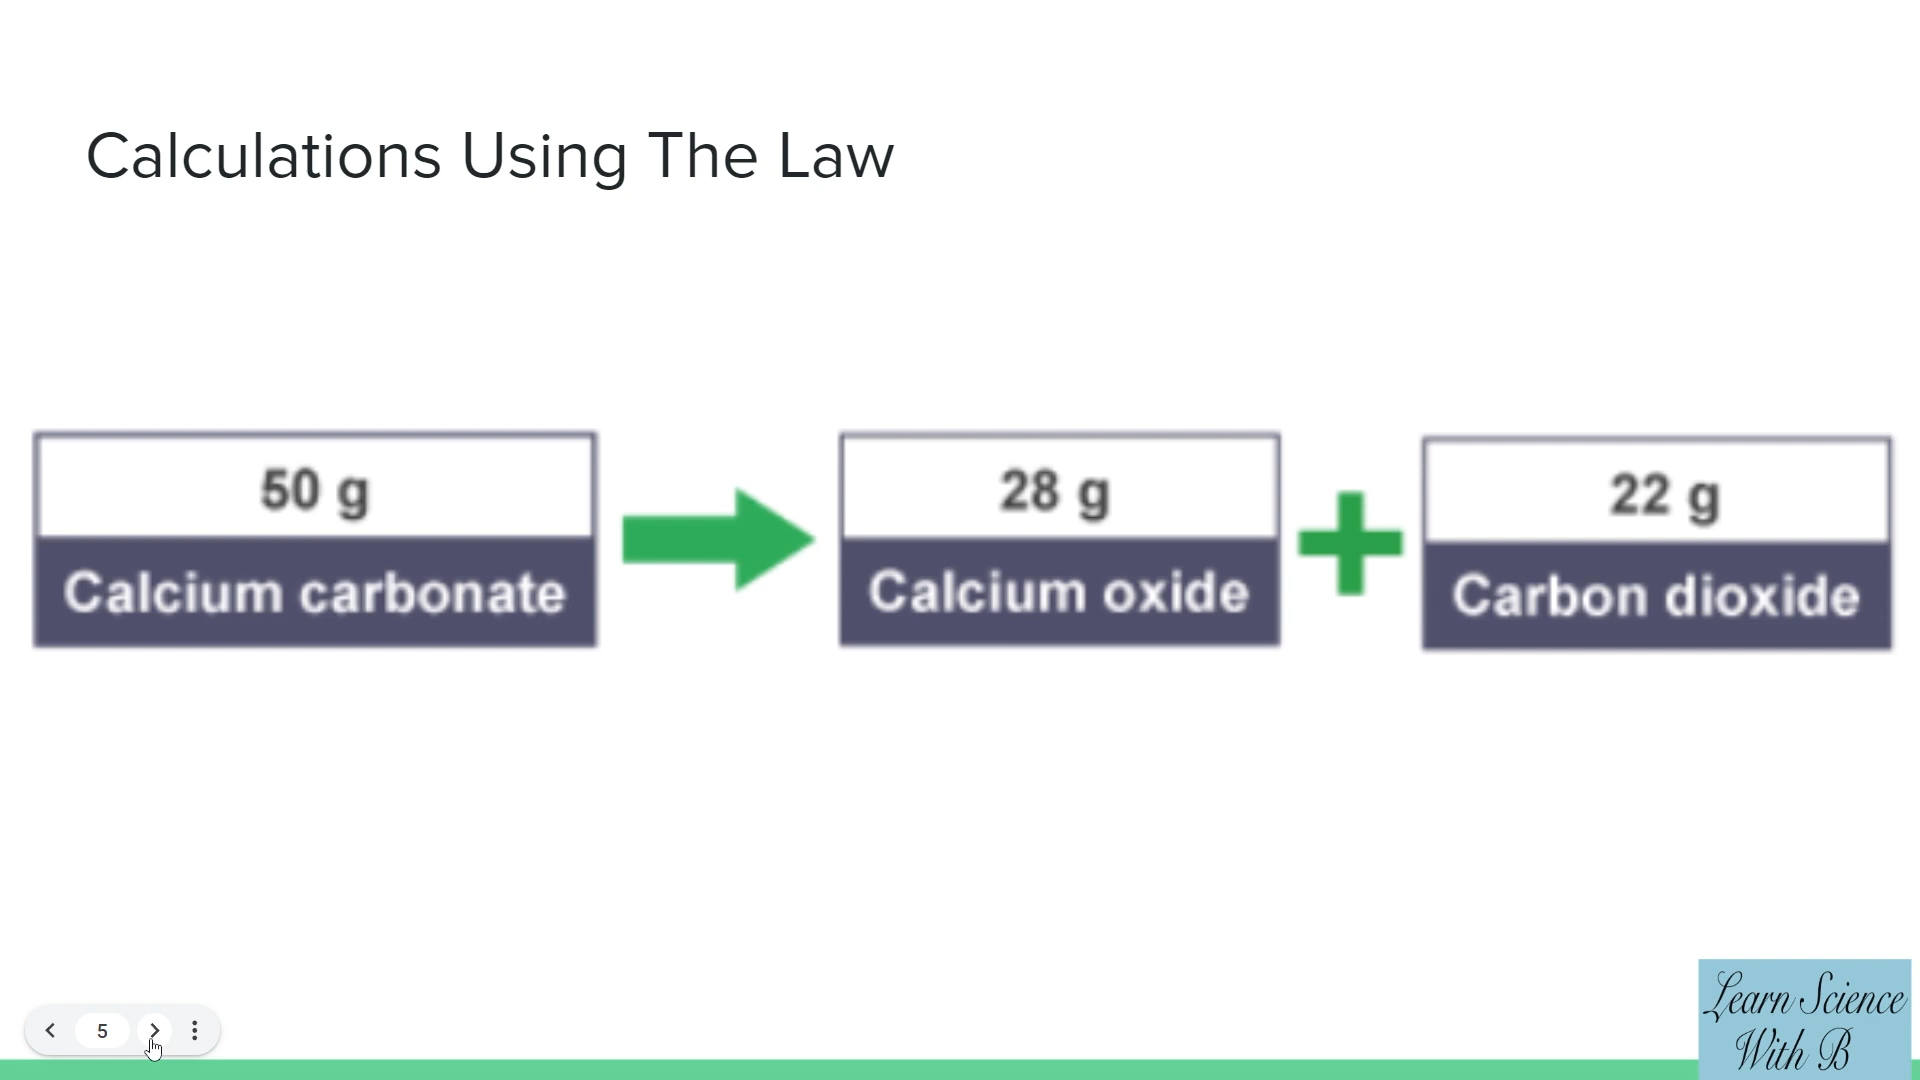 Calculations Using The Law
50 g
Calcium carbonate
28 g
Calcium oxide
22 g
Carbon dioxide
5
Learn Science
With B